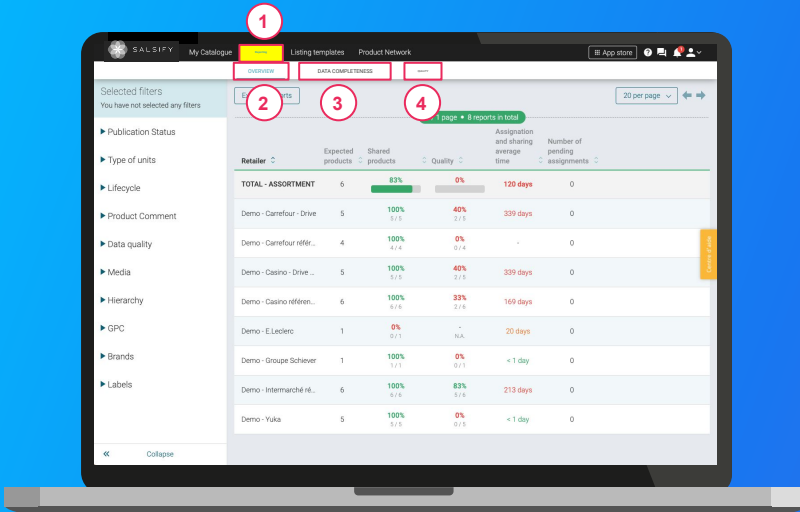 1
SALSIFY
My Catalogue
Listing templates
Product Network
App store
OVERVIEW
DATA COMPLETENESS
2
3
4
Selected filters
You have not selected any filters
20 per page
1 page • 8 reports in total
Publication Status
Type of units
Lifecycle
Product Comment
Data quality
Media
Hierarchy
GPC
Brands
Labels
Collapse
Retailer
Expected products
Shared products
Quality
Assignation and sharing average time
Number of pending assignments
TOTAL - ASSORTMENT 6 83% 0% 120 days 0
Demo - Carrefour - Drive 5 100% 5 / 5 40% 2 / 5 339 days 0
Demo - Carrefour référ... 4 100% 4 / 4 0% 0 / 4 - 0
Demo - Casino - Drive ... 5 100% 5 / 5 40% 2 / 5 339 days 0
Demo - Casino référen... 6 100% 6 / 6 33% 2 / 6 169 days 0
Demo - E.Leclerc 1 0% 0 / 1 - N.A. 20 days 0
Demo - Groupe Schiever 1 100% 1 / 1 0% 0 / 1 < 1 day 0
Demo - Intermarché ré... 6 100% 6 / 6 83% 5 / 6 213 days 0
Demo - Yuka 5 100% 5 / 5 0% 0 / 5 < 1 day 0
Centre d'aide